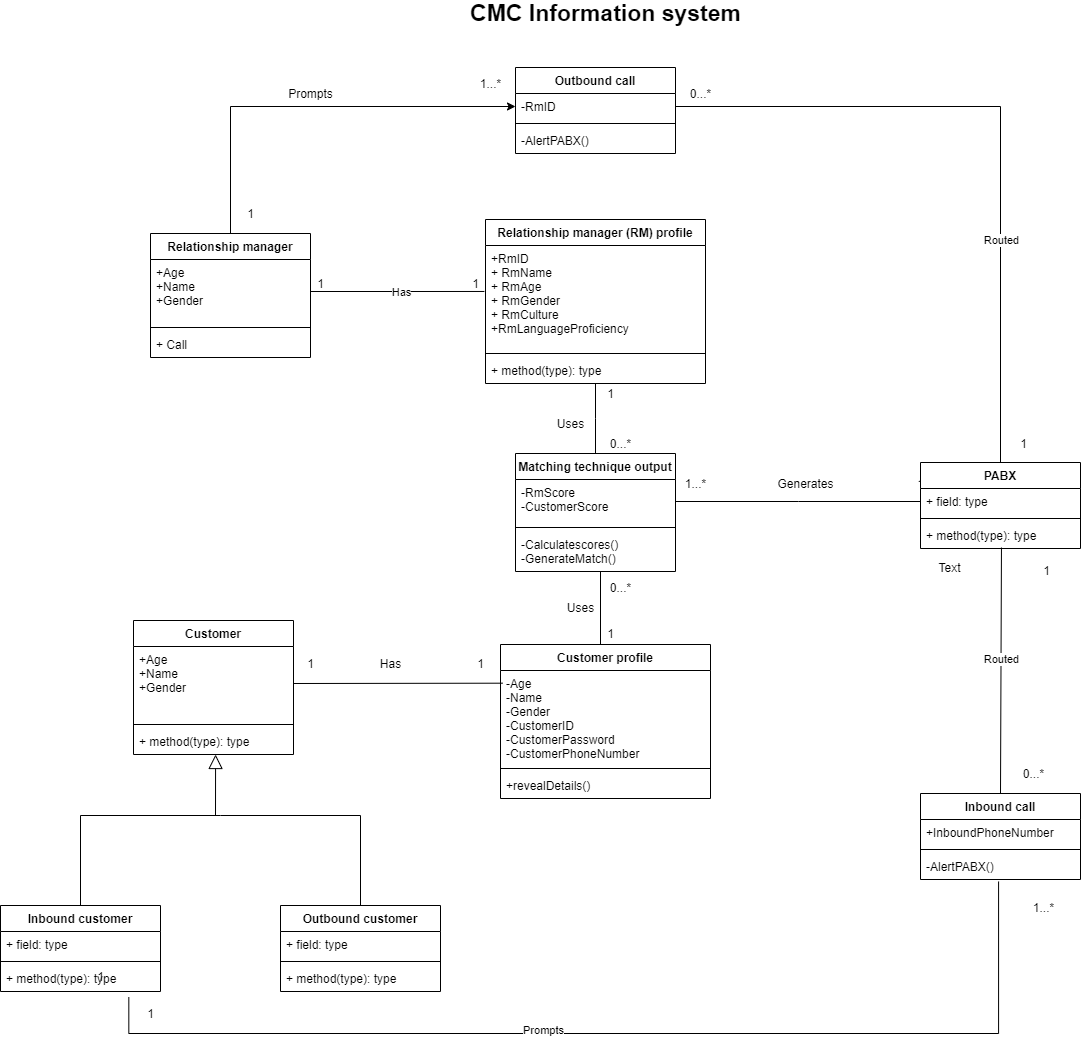 CMC Information system
Outbound call
-RmID
-AlertPABX()
Prompts
1...*
0...*
1
Routed
Relationship manager
+Age
+Name
+Gender
+ Call
1
Has
1
Relationship manager (RM) profile
+RmID
+ RmName
+ RmAge
+ RmGender
+ RmCulture
+RmLanguageProficiency
+ method(type): type
1
Uses
0...*
1
Matching technique output
-RmScore
-CustomerScore
-Calculatescores()
-GenerateMatch()
1...*
Generates
PABX
+ field: type
+ method(type): type
Text
1
0...*
Uses
1
Customer
+Age
+Name
+Gender
+ method(type): type
1
Has
1
Customer profile
-Age
-Name
-Gender
-CustomerID
-CustomerPassword
-CustomerPhoneNumber
+revealDetails()
Routed
0...*
Inbound call
+InboundPhoneNumber
-AlertPABX()
1...*
Inbound customer
+ field: type
+ method(type): type
1
Outbound customer
+ field: type
+ method(type): type
1
Prompts